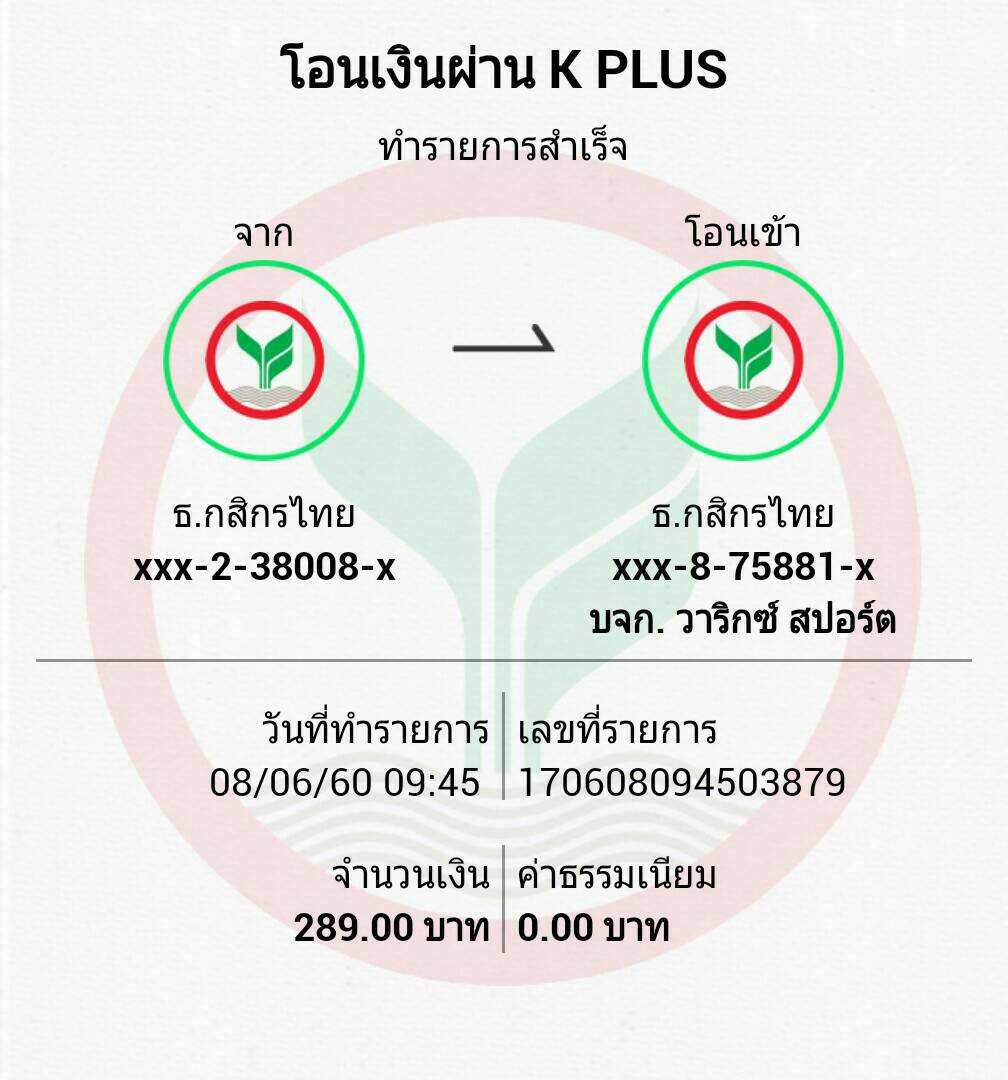 โอนเงินผ่าน K PLUS
ทำรายการสำเร็จ
จาก
โอนเข้า
ธ.กสิกรไทย
xxx-2-38008-x
ธ.กสิกรไทย
xxx-8-75881-x
บจก. วาริกซ์ สปอร์ต
วันที่ทำรายการ
08/06/60 09:45
เลขที่รายการ
170608094503879
จำนวนเงิน
289.00 บาท
ค่าธรรมเนียม
0.00 บาท